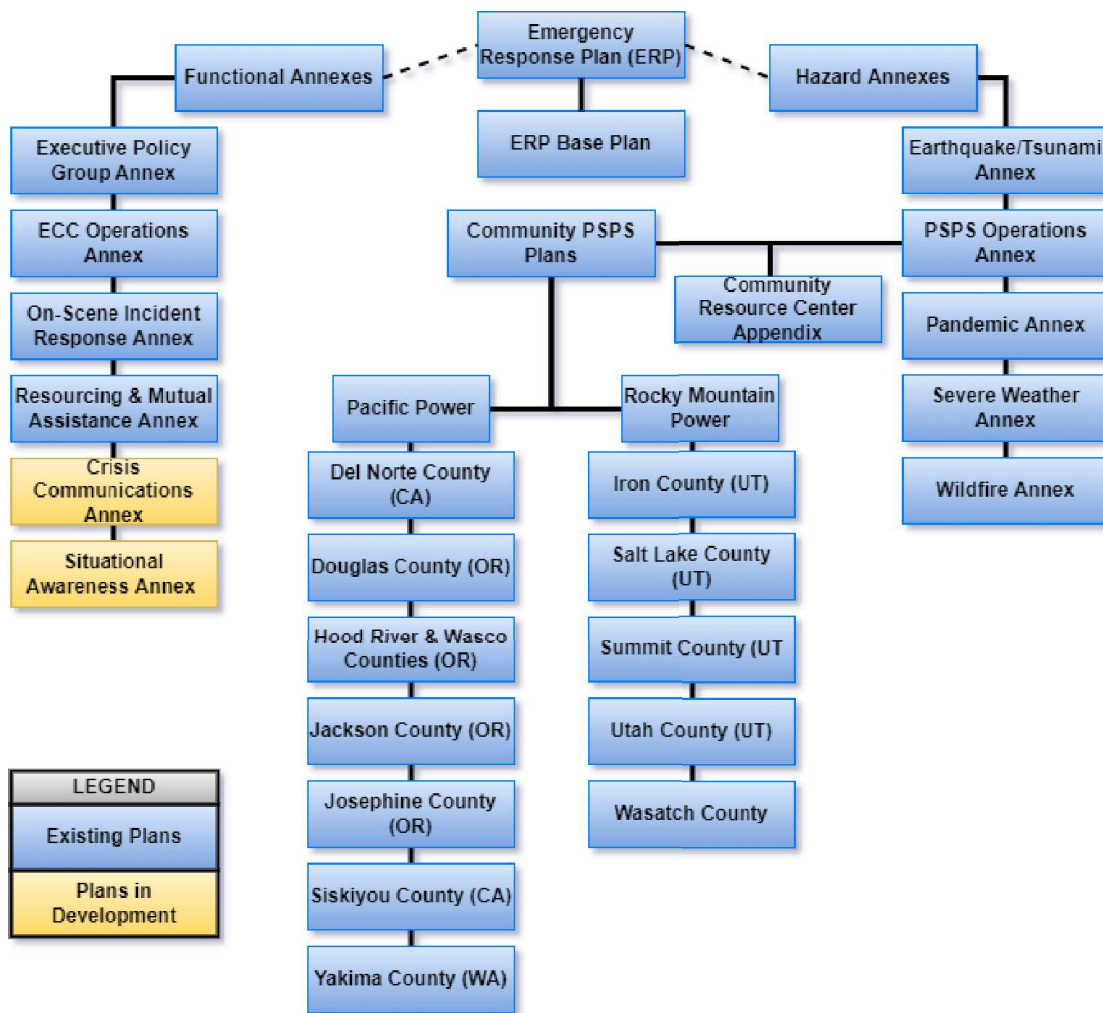 Emergency
Response Plan (ERP)
Functional Annexes
Hazard Annexes
ERP Base Plan
Executive Policy
Group Annex
ECC Operations
Annex
On-Scene Incident
Response Annex
Resourcing & Mutual
Assistance Annex
Crisis
Communications
Annex
Situational
Awareness Annex
Earthquake/Tsunami
Annex
PSPS Operations
Annex
Pandemic Annex
Severe Weather
Annex
Wildfire Annex
Community PSPS
Plans
Community
Resource Center
Appendix
Pacific Power
Del Norte County
(CA)
Douglas County (OR)
Hood River & Wasco
Counties (OR)
Jackson County (OR)
Josephine County
(OR)
Siskiyou County (CA)
Yakima County (WA)
Rocky Mountain
Power
Iron County (UT)
Salt Lake County
(UT)
Summit County (UT
Utah County (UT)
Wasatch County
LEGEND
Existing Plans
Plans in
Development